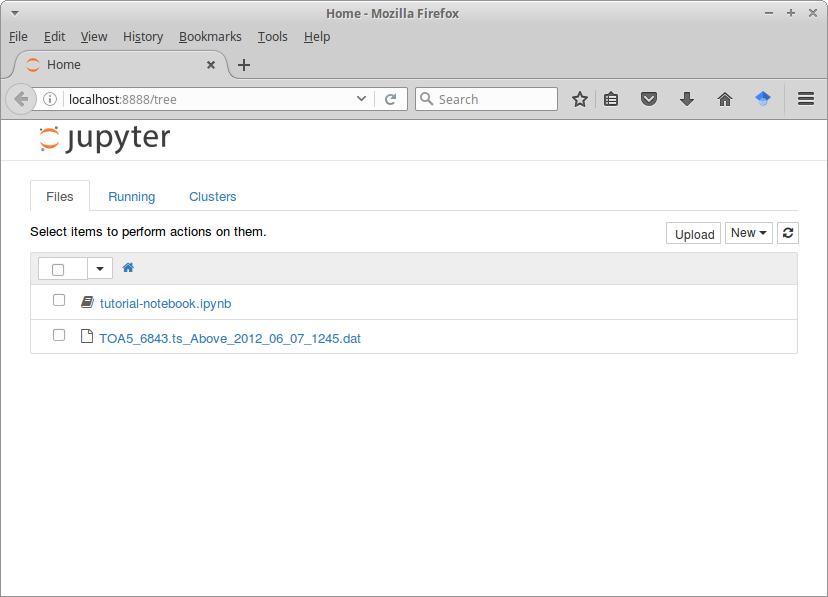 Home - Mozilla Firefox
File Edit View History Bookmarks Tools Help
Home
localhost:8888/tree
Search
jupyter
Files Running Clusters
Select items to perform actions on them.
Upload New
tutorial-notebook.ipynb
TOA5_6843.ts_Above_2012_06_07_1245.dat